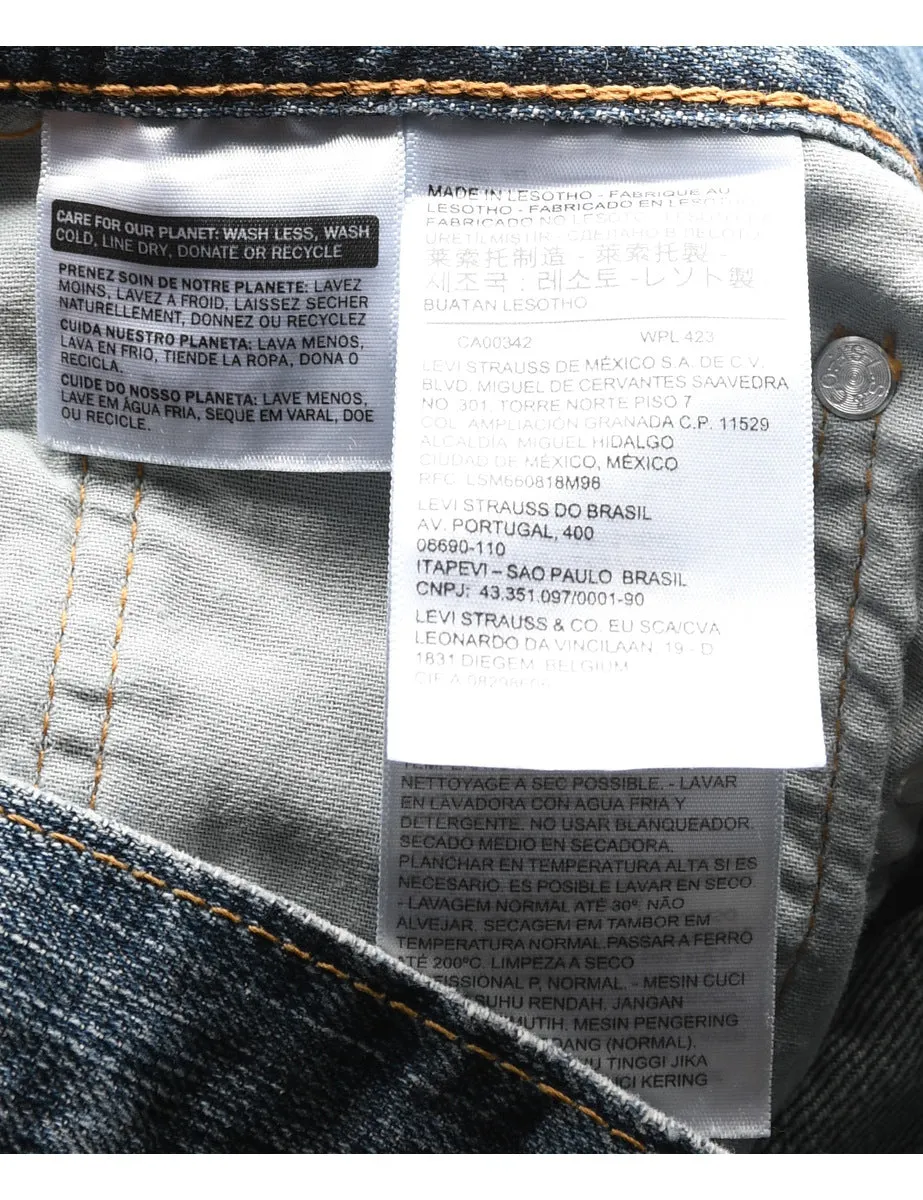 CARE FOR OUR PLANET: WASH LESS, WASH
COLD, LINE DRY, DONATE OR RECYCLE
PRENEZ SOIN DE NOTRE PLANETE: LAVEZ
MOINS, LAVEZ A FROID, LAISSEZ SECHER
NATURELLEMENT, DONNEZ OU RECYCLEZ
CUIDA NUESTRO PLANETA: LAVA MENOS,
LAVA EN FRIO, TIENDE LA ROPA, DONA O
RECICLA.
CUIDE DO NOSSO PLANETA: LAVE MENOS,
LAVE EM ÁGUA FRIA, SEQUE EM VARAL, DOE
OU RECICLE.
MADE IN LESOTHO - FABRIQUE AU
LESOTHO - FABRICADO EN LESOTHO
FABRICADO NO LESOTO -
URETILMISTIR - СДЕЛАНО В ЛЕСОТО
莱索托制造 - 萊索托製 -
세조국 : 레소토 -レソト製
BUATAN LESOTHO
CA00342 WPL 423
LEVI STRAUSS DE MÉXICO S.A. DE C.V.
BLVD. MIGUEL DE CERVANTES SAAVEDRA
NO. 301, TORRE NORTE PISO 7
COL. AMPLIACIÓN GRANADA C.P. 11529
ALCALDÍA MIGUEL HIDALGO
CIUDAD DE MÉXICO, MÉXICO
RFC. LSM660818M98
LEVI STRAUSS DO BRASIL
AV. PORTUGAL, 400
06690-110
ITAPEVI – SAO PAULO BRASIL
CNPJ: 43.351.097/0001-90
LEVI STRAUSS & CO. EU SCA/CVA
LEONARDO DA VINCILAAN 19 - D
1831 DIEGEM, BELGIUM
NETTOYAGE A SEC POSSIBLE. - LAVAR
EN LAVADORA CON AGUA FRIA Y
DETERGENTE. NO USAR BLANQUEADOR.
SECADO MEDIO EN SECADORA.
PLANCHAR EN TEMPERATURA ALTA SI ES
NECESARIO. ES POSIBLE LAVAR EN SECO.
- LAVAGEM NORMAL ATÉ 30º; NÃO
ALVEJAR. SECAGEM EM TAMBOR EM
TEMPERATURA NORMAL.PASSAR A FERRO
ATÉ 200ºC. LIMPEZA A SECO
P, NORMAL. - MESIN CUCI
SUHU RENDAH. JANGAN
MESIN PENGERING
(NORMAL).
TINGGI JIKA
KERING